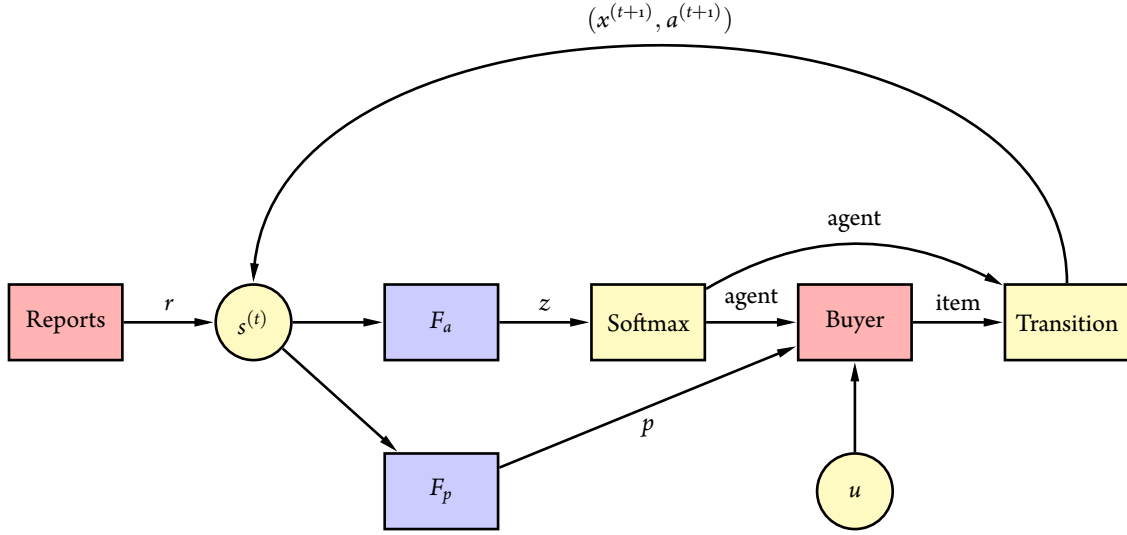 (x^(t+1), a^(t+1))
agent
Reports
r
s^(t)
F_a
z
Softmax
agent
Buyer
item
Transition
p
F_p
u